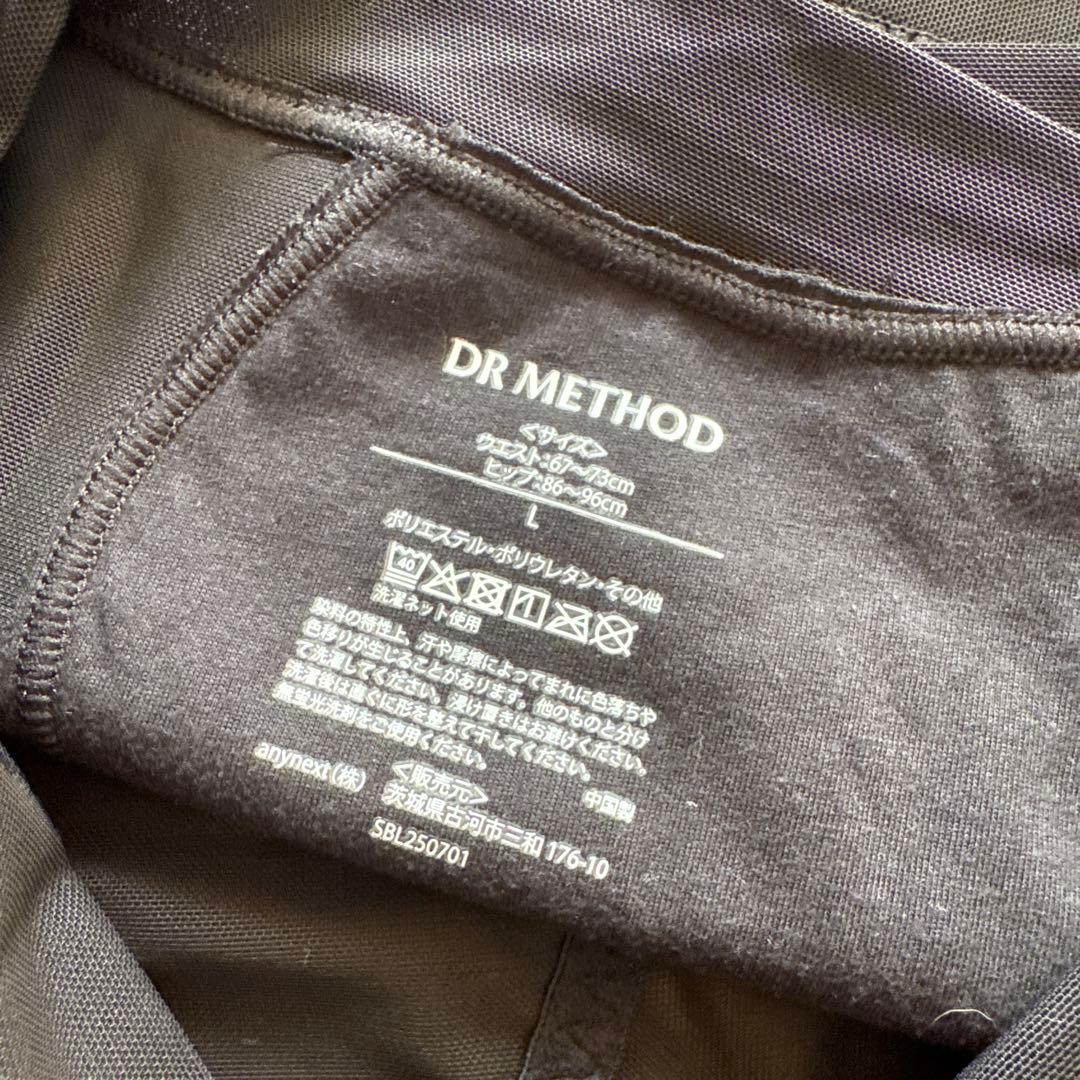 DR METHOD
<サイズ>
ウエスト:67〜73cm
ヒップ:86〜96cm
L
ポリエステル・ポリウレタン・その他
40
洗濯ネット使用
染料の特性上、汗や摩擦によってまれに色落ちや
色移りが生じることがあります。他のものと分け
て洗濯してください。浸け置きはお避けください。
洗濯後は直ぐに形を整えて干してください。
無蛍光洗剤をご使用ください。
中国製
<販売元>
anynext(株)
茨城県古河市三和176-10
SBL250701